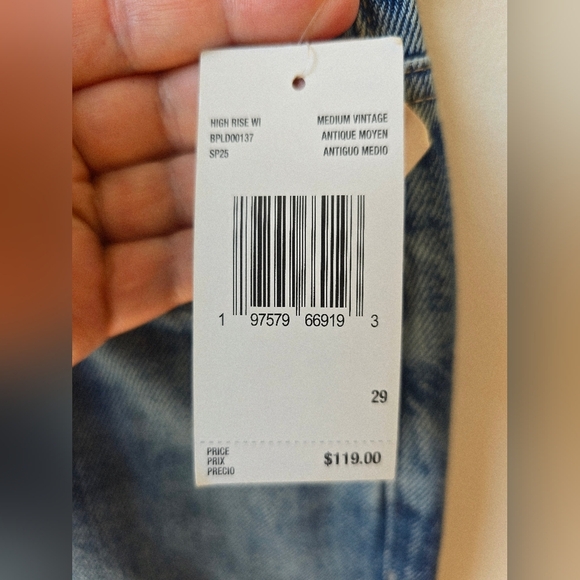 HIGH RISE WI
BPLD00137
SP25
MEDIUM VINTAGE
ANTIQUE MOYEN
ANTIGUO MEDIO
1 97579 66919 3
29
PRICE
PRIX
PRECIO
$119.00